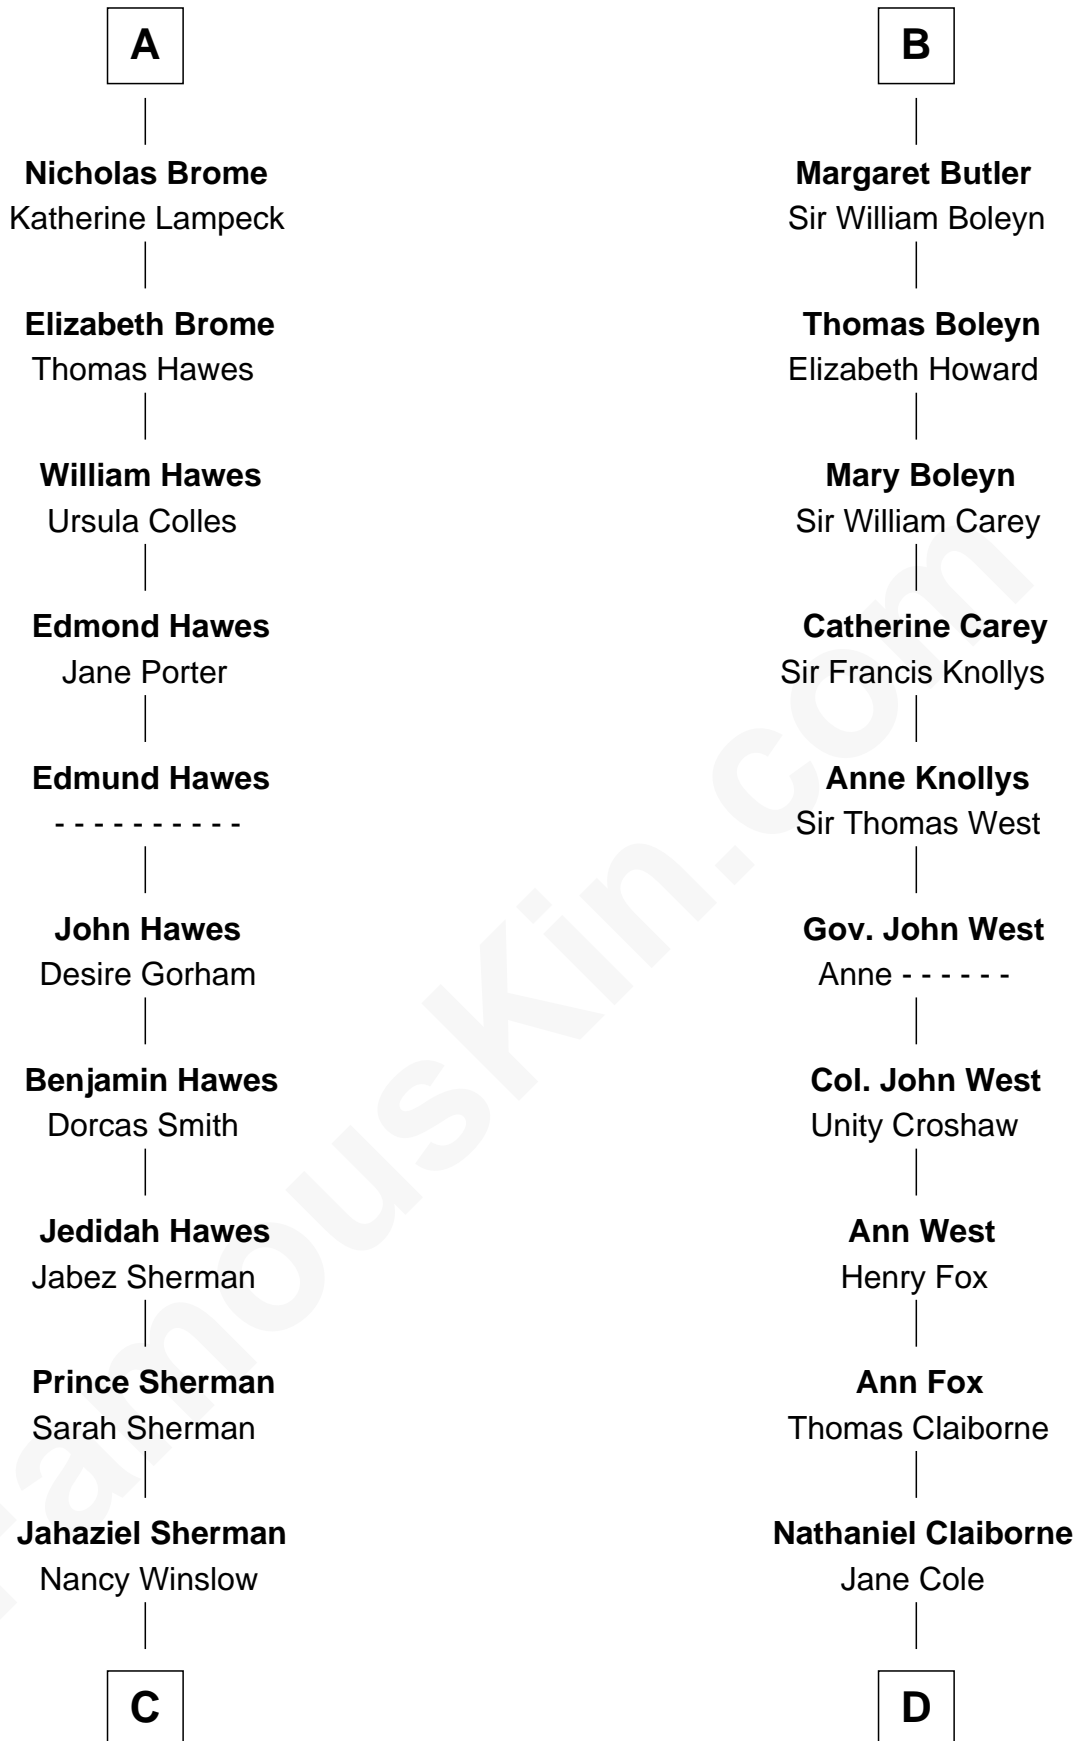 A
Nicholas Brome
Katherine Lampeck
Elizabeth Brome
Thomas Hawes
William Hawes
Ursula Colles
Edmond Hawes
Jane Porter
Edmund Hawes
- - - - - - - - - -
John Hawes
Desire Gorham
Benjamin Hawes
Dorcas Smith
Jedidah Hawes
Jabez Sherman
Prince Sherman
Sarah Sherman
Jahaziel Sherman
Nancy Winslow
C
B
Margaret Butler
Sir William Boleyn
Thomas Boleyn
Elizabeth Howard
Mary Boleyn
Sir William Carey
Catherine Carey
Sir Francis Knollys
Anne Knollys
Sir Thomas West
Gov. John West
Anne - - - - - -
Col. John West
Unity Croshaw
Ann West
Henry Fox
Ann Fox
Thomas Claiborne
Nathaniel Claiborne
Jane Cole
D
FamousKin.com